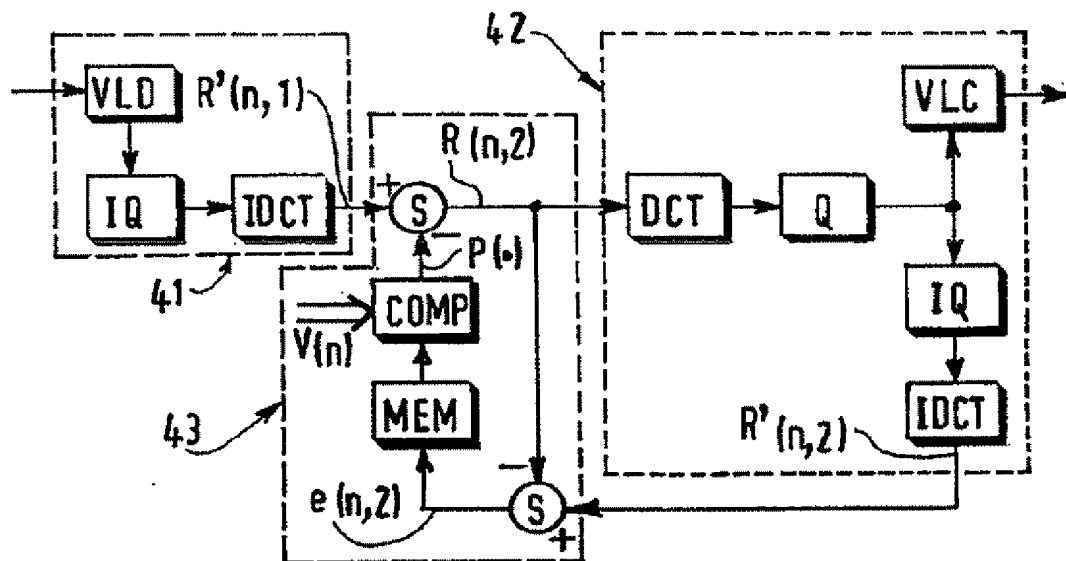 42
VLD
R'(n,1)
VLC
R(n,2)
+
IQ
IDCT
S
DCT
Q
−
P(•)
41
COMP
IQ
V(n)
MEM
IDCT
43
R'(n,2)
−
e(n,2)
S
+